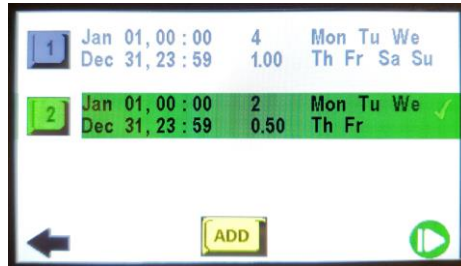 1 Jan 01, 00 : 00 4 Mon Tu We
Dec 31, 23 : 59 1.00 Th Fr Sa Su
2 Jan 01, 00 : 00 2 Mon Tu We
Dec 31, 23 : 59 0.50 Th Fr
ADD